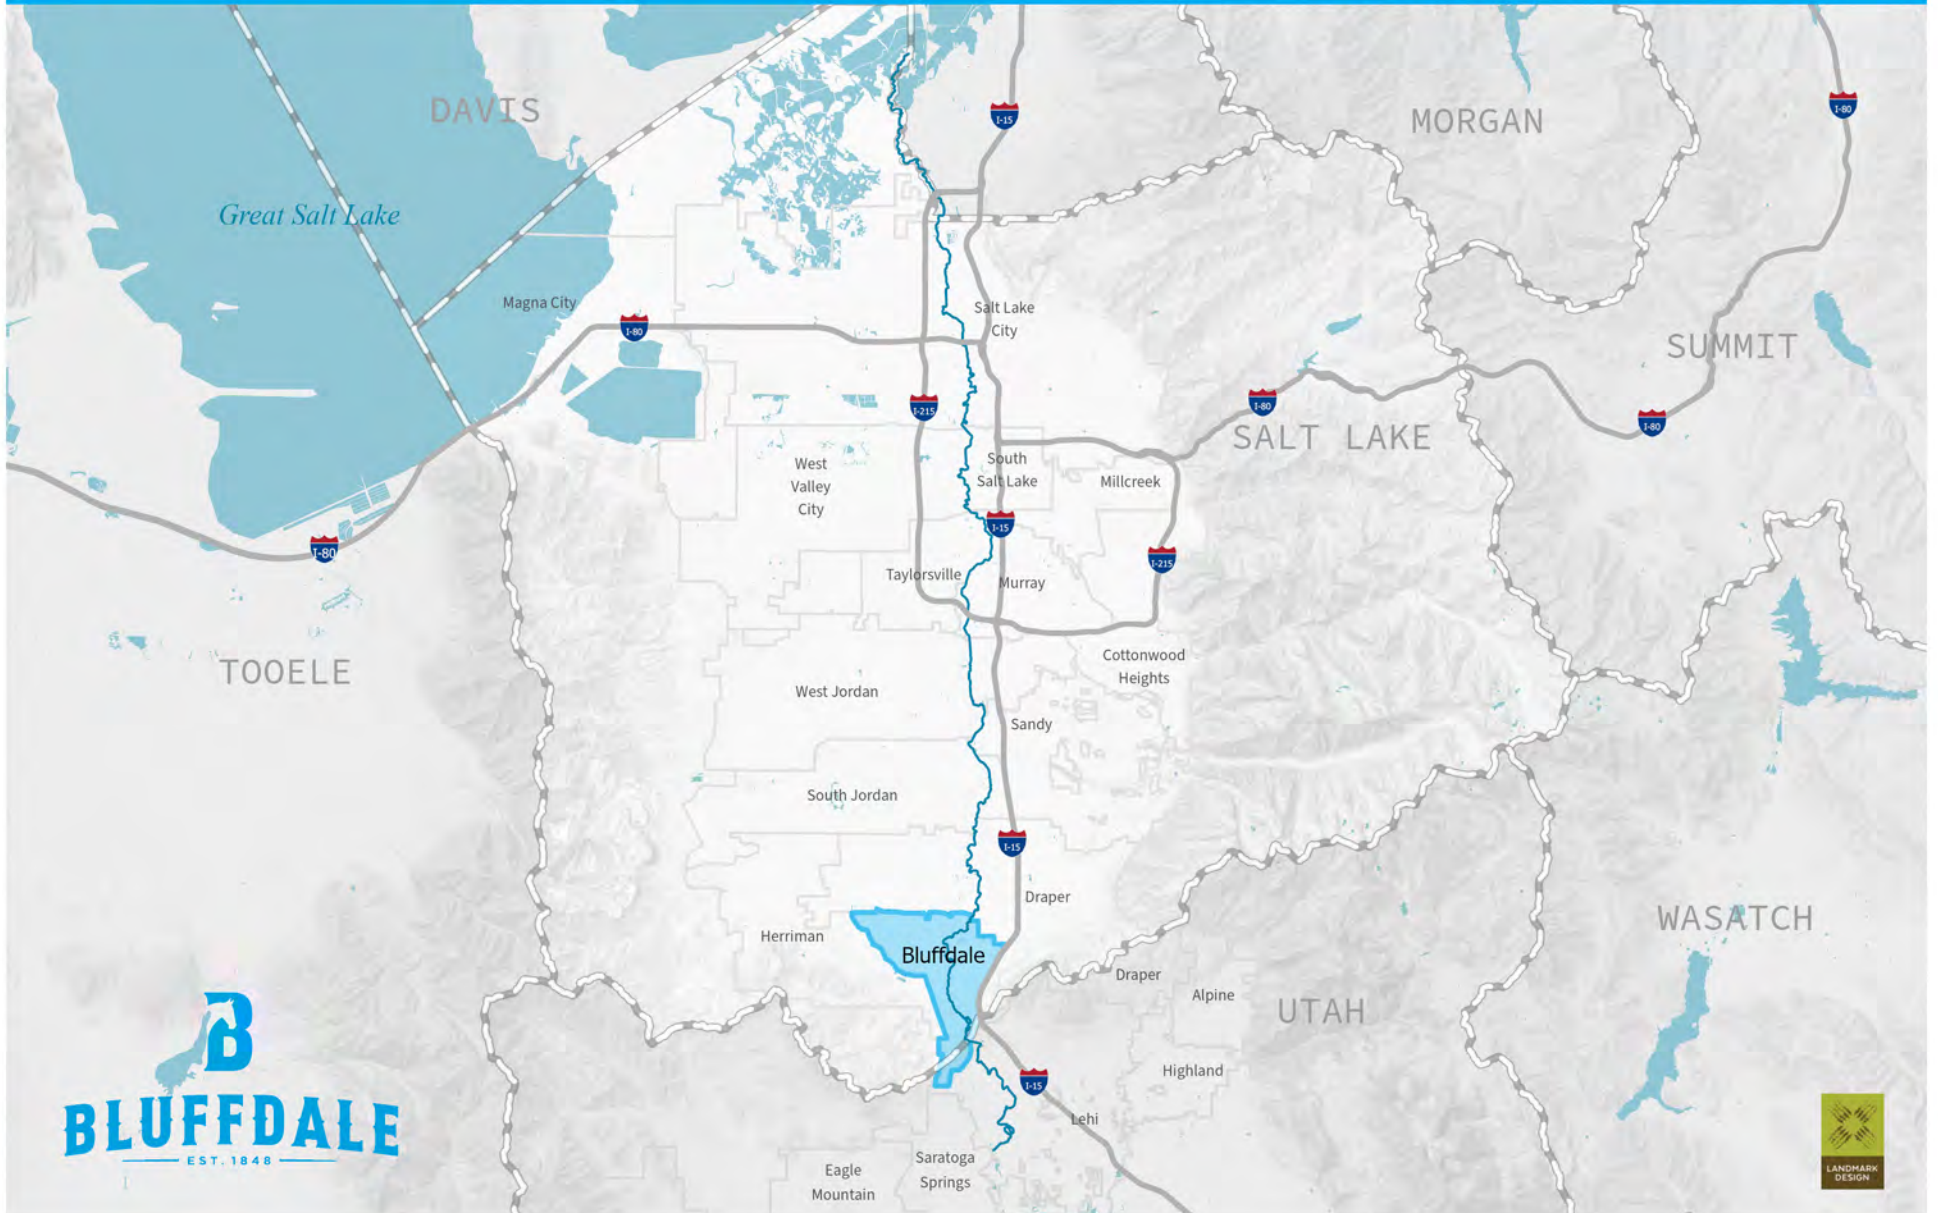 DAVIS
MORGAN
I-15
I-80
Great Salt Lake
Magna City
I-80
Salt Lake
City
SUMMIT
I-215
I-80
I-80
SALT LAKE
West
Valley
City
South
Salt Lake
Millcreek
I-15
I-80
I-215
Taylorsville
Murray
TOOELE
Cottonwood
Heights
West Jordan
Sandy
South Jordan
I-15
Draper
WASATCH
Herriman
Bluffdale
Draper
Alpine
UTAH
Highland
I-15
Lehi
B
BLUFFDALE
EST. 1848
Saratoga
Springs
Eagle
Mountain
LANDMARK
DESIGN